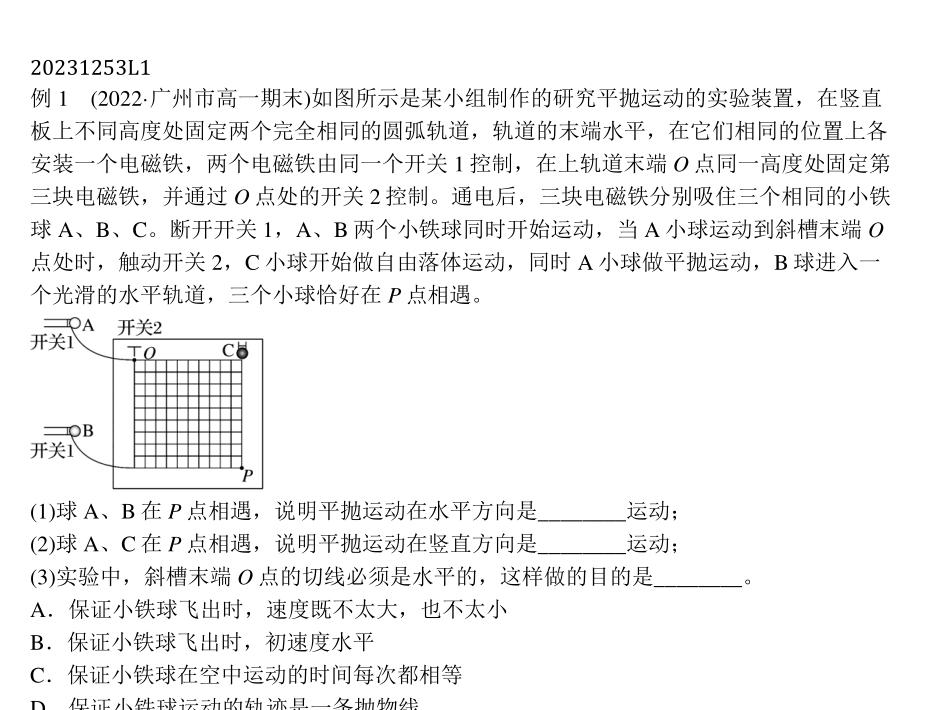 20231253L1
例 1 (2022·广州市高一期末)如图所示是某小组制作的研究平抛运动的实验装置，在竖直
板上不同高度处固定两个完全相同的圆弧轨道，轨道的末端水平，在它们相同的位置上各
安装一个电磁铁，两个电磁铁由同一个开关 1 控制，在上轨道末端 O 点同一高度处固定第
三块电磁铁，并通过 O 点处的开关 2 控制。通电后，三块电磁铁分别吸住三个相同的小铁
球 A、B、C。断开开关 1，A、B 两个小铁球同时开始运动，当 A 小球运动到斜槽末端 O
点处时，触动开关 2，C 小球开始做自由落体运动，同时 A 小球做平抛运动，B 球进入一
个光滑的水平轨道，三个小球恰好在 P 点相遇。
A 开关2
开关1 O C
B
开关1
P
(1)球 A、B 在 P 点相遇，说明平抛运动在水平方向是________运动；
(2)球 A、C 在 P 点相遇，说明平抛运动在竖直方向是________运动；
(3)实验中，斜槽末端 O 点的切线必须是水平的，这样做的目的是________。
A．保证小铁球飞出时，速度既不太大，也不太小
B．保证小铁球飞出时，初速度水平
C．保证小铁球在空中运动的时间每次都相等
D．保证小铁球运动的轨迹是一条抛物线